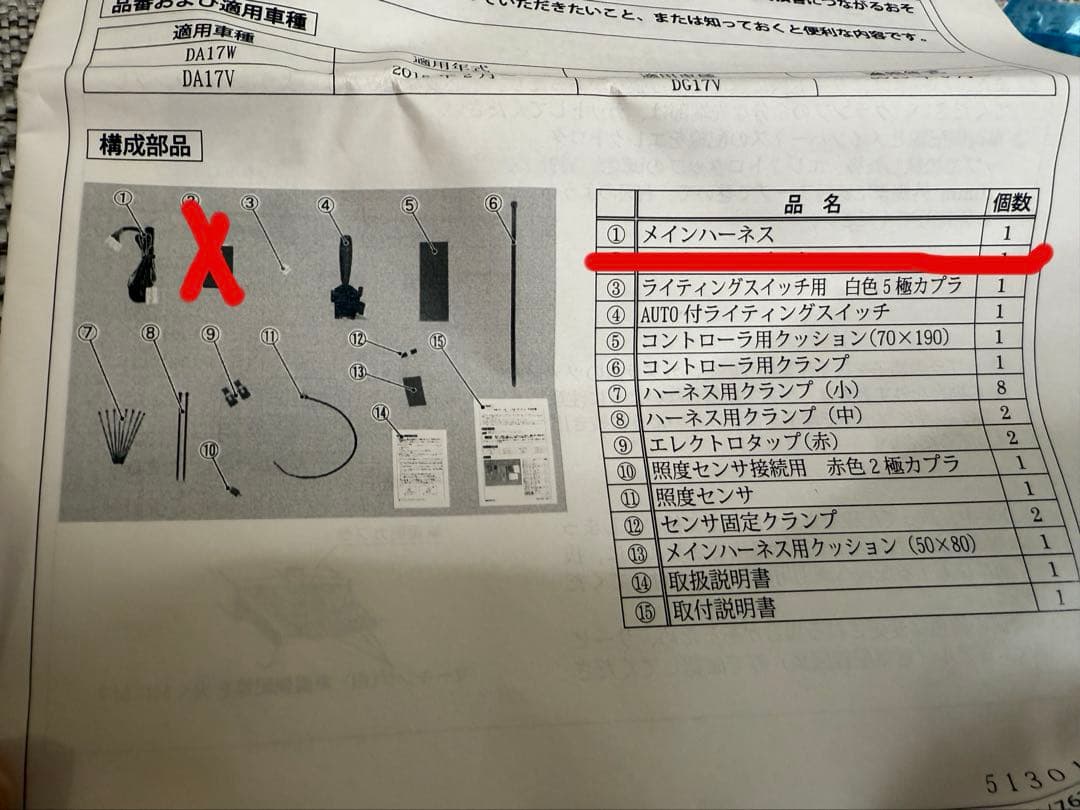 品番および適用車種
ていただきたいこと、または知っておくと便利な内容です。
適用車種
適用年式
DA17W
DA17V
DG17V
構成部品
① ③ ④ ⑤ ⑥
⑦ ⑧ ⑨ ⑪ ⑫ ⑮
⑬
⑭
⑩
品 名 個数
① メインハーネス 1
③ ライティングスイッチ用 白色5極カプラ 1
④ AUTO付ライティングスイッチ 1
⑤ コントローラ用クッション(70×190) 1
⑥ コントローラ用クランプ 1
⑦ ハーネス用クランプ(小) 8
⑧ ハーネス用クランプ(中) 2
⑨ エレクトロタップ(赤) 2
⑩ 照度センサ接続用 赤色2極カプラ 1
⑪ 照度センサ 1
⑫ センサ固定クランプ 2
⑬ メインハーネス用クッション(50×80) 1
⑭ 取扱説明書 1
⑮ 取付説明書 1
5130